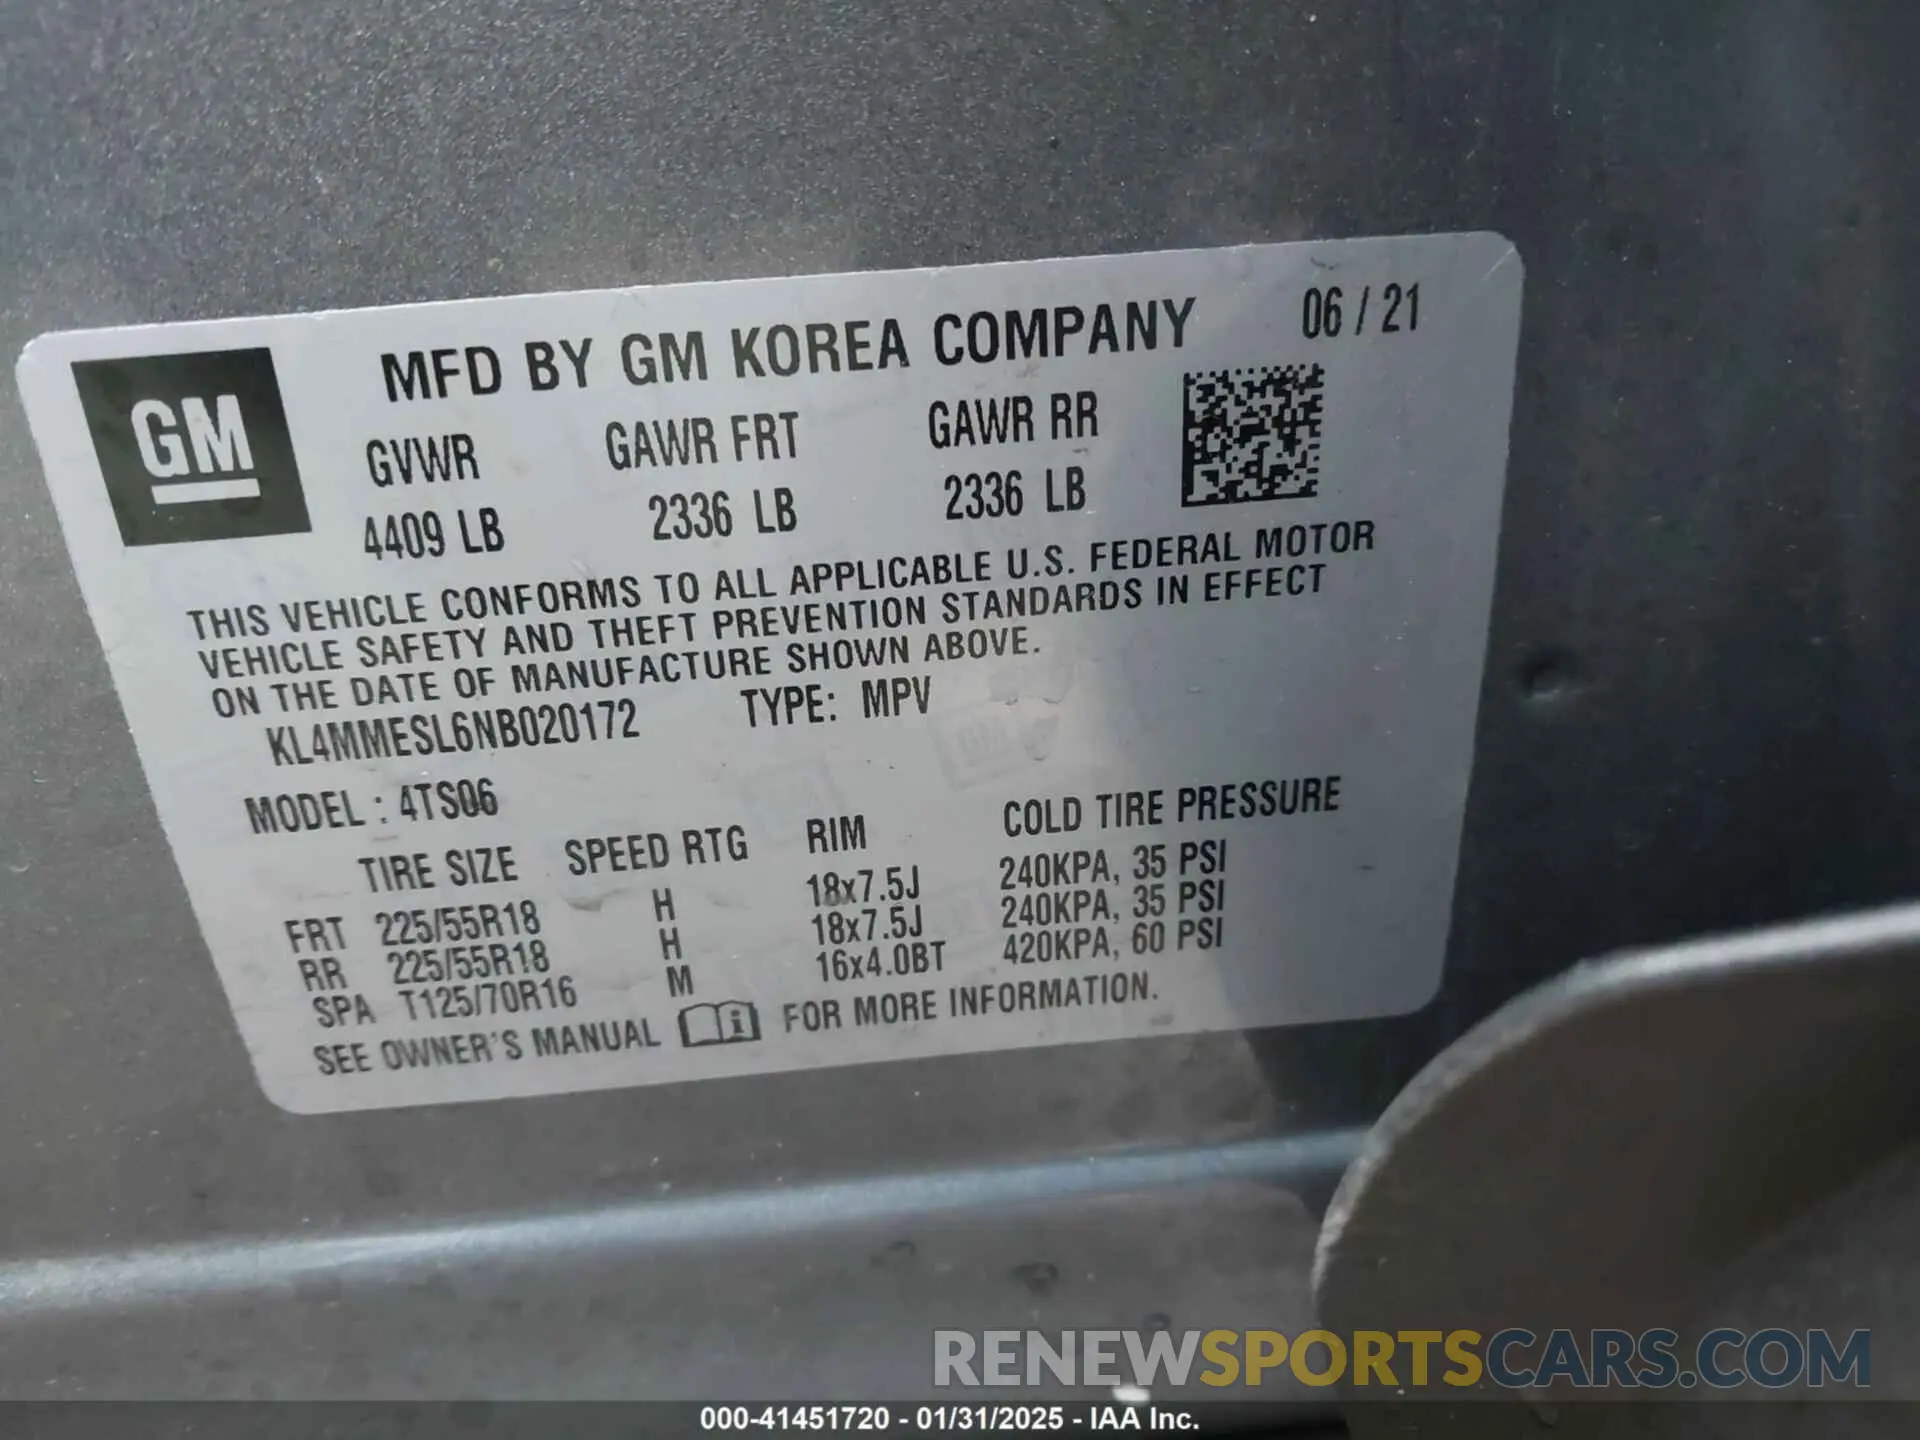 MFD BY GM KOREA COMPANY 06 / 21
GM
GVWR GAWR FRT GAWR RR
4409 LB 2336 LB 2336 LB
THIS VEHICLE CONFORMS TO ALL APPLICABLE U.S. FEDERAL MOTOR
VEHICLE SAFETY AND THEFT PREVENTION STANDARDS IN EFFECT
ON THE DATE OF MANUFACTURE SHOWN ABOVE.
KL4MMESL6NB020172 TYPE: MPV
MODEL : 4TS06
TIRE SIZE SPEED RTG RIM COLD TIRE PRESSURE
FRT 225/55R18 H 18x7.5J 240KPA, 35 PSI
RR 225/55R18 H 18x7.5J 240KPA, 35 PSI
SPA T125/70R16 M 16x4.0BT 420KPA, 60 PSI
SEE OWNER'S MANUAL FOR MORE INFORMATION.
RENEWSPORTSCARS.COM
000-41451720 - 01/31/2025 - IAA Inc.